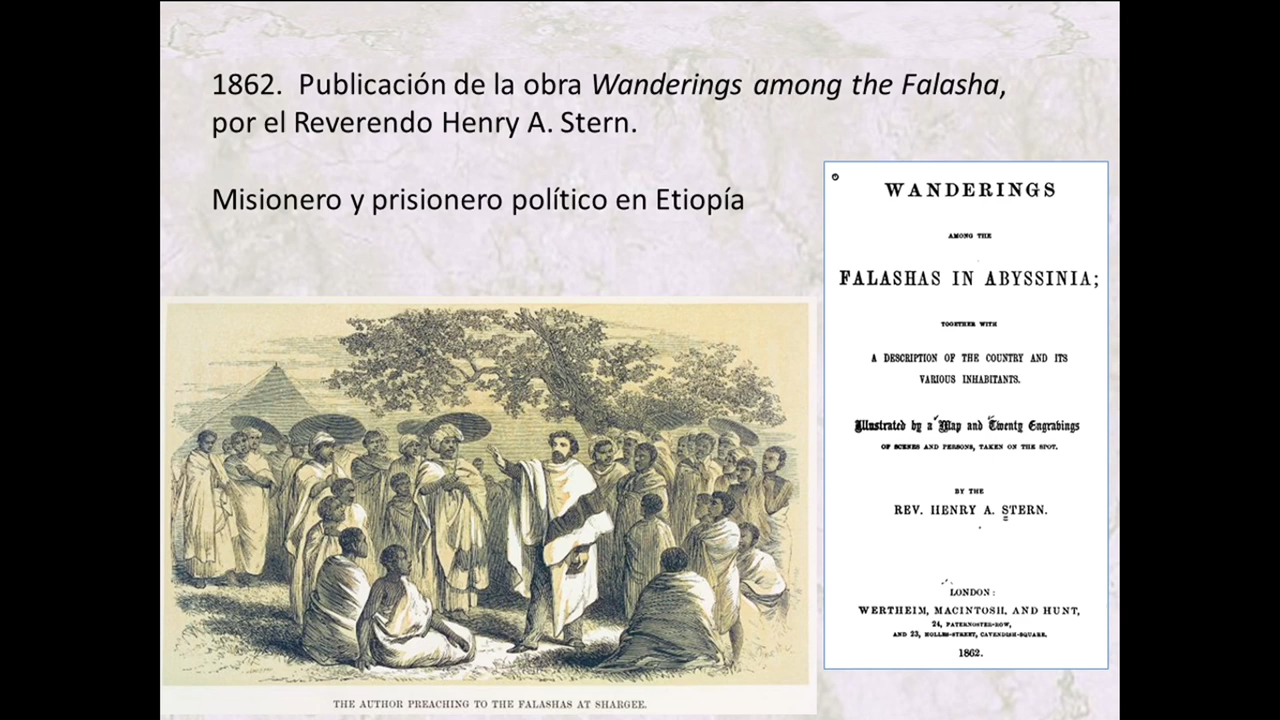 1862.  Publicación de la obra Wanderings among the Falasha,
por el Reverendo Henry A. Stern.
Misionero y prisionero político en Etiopía
WANDERINGS
AMONG THE
FALASHAS IN ABYSSINIA;
TOGETHER WITH
A DESCRIPTION OF THE COUNTRY AND ITS
VARIOUS INHABITANTS.
Illustrated by a Map and Twenty Engravings
OF SCENES AND PERSONS, TAKEN ON THE SPOT.
BY THE
REV. HENRY A. STERN.
LONDON:
WERTHEIM, MACINTOSH, AND HUNT,
24, PATERNOSTER-ROW,
AND 23, HOLLES-STREET, CAVENDISH-SQUARE.
1862.
THE AUTHOR PREACHING TO THE FALASHAS AT SHARGEE.